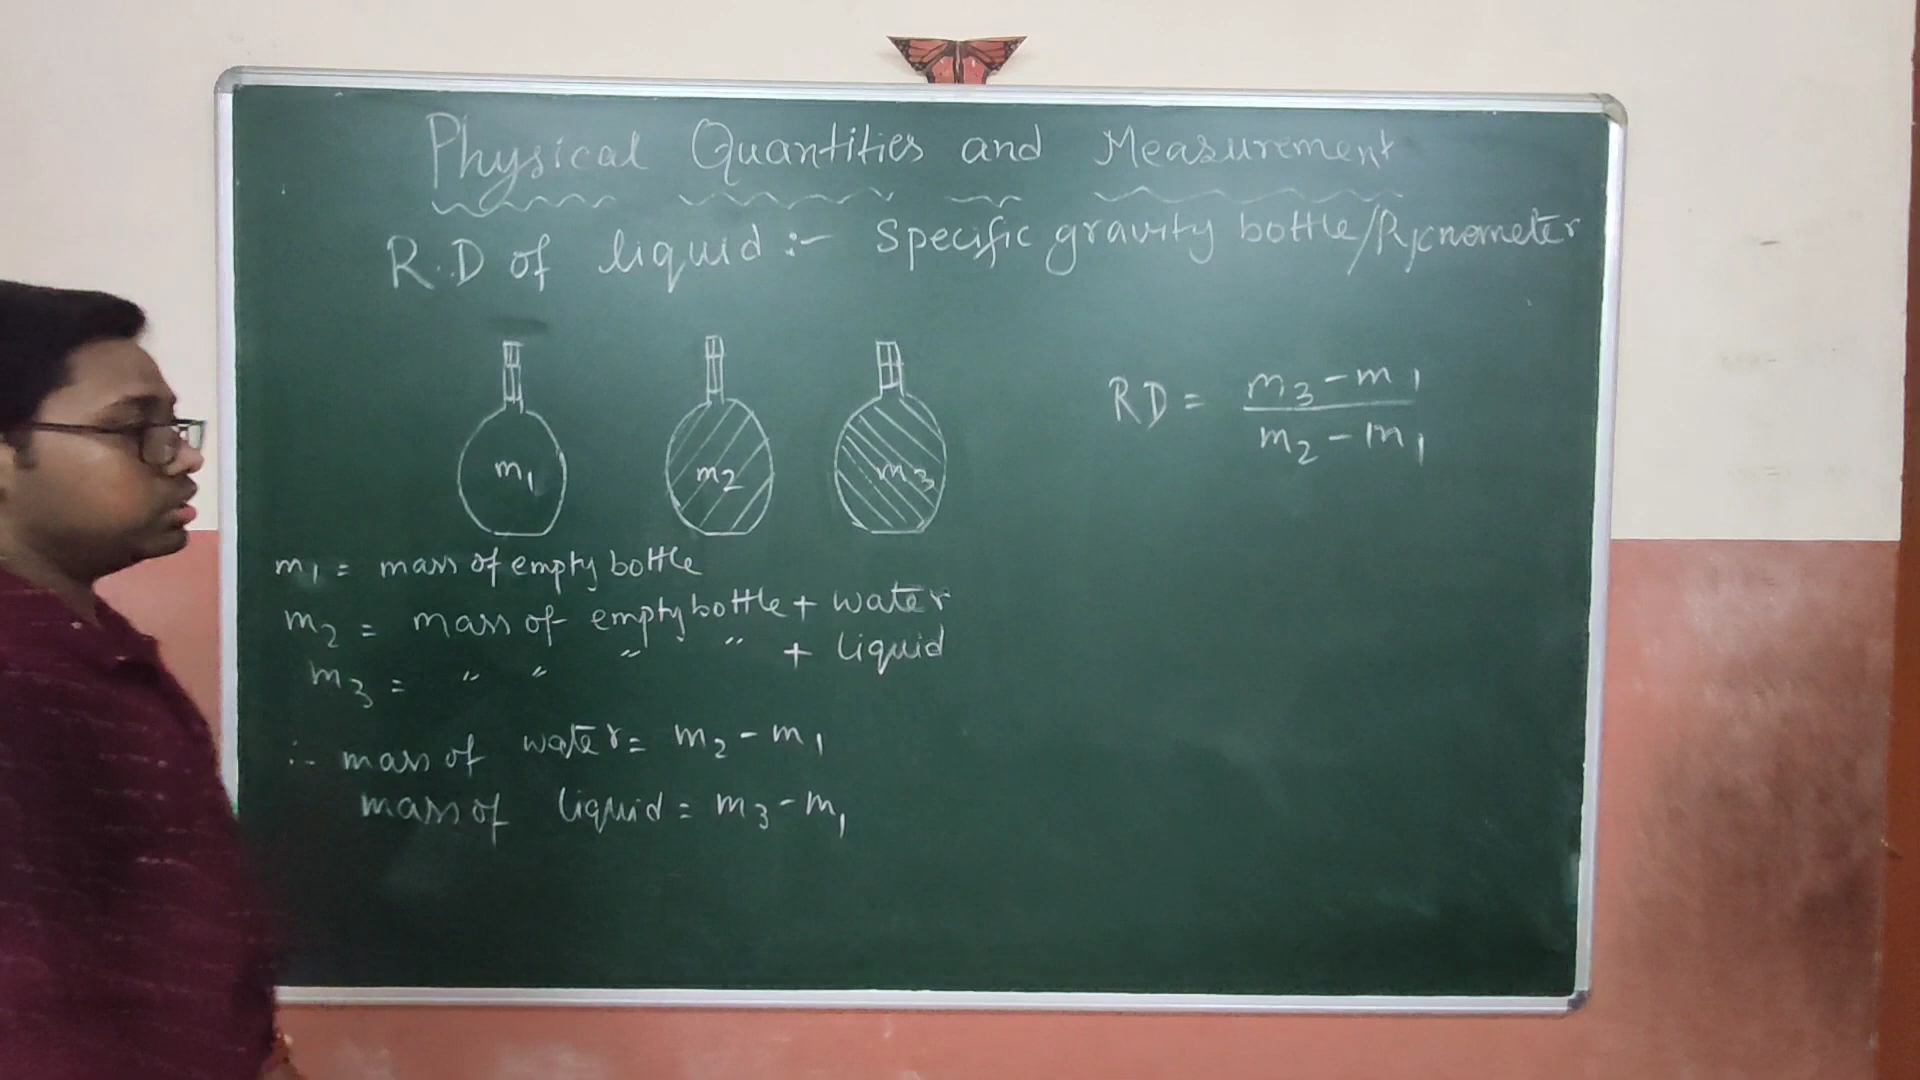 Physical Quantities and Measurement
R.D of liquid :- Specific gravity bottle/Pycnometer
m1 m2 m3
RD = m3 - m1 / m2 - m1
m1 = mass of empty bottle
m2 = mass of empty bottle + water
m3 = " " " " + liquid
∴ mass of water = m2 - m1
mass of liquid = m3 - m1